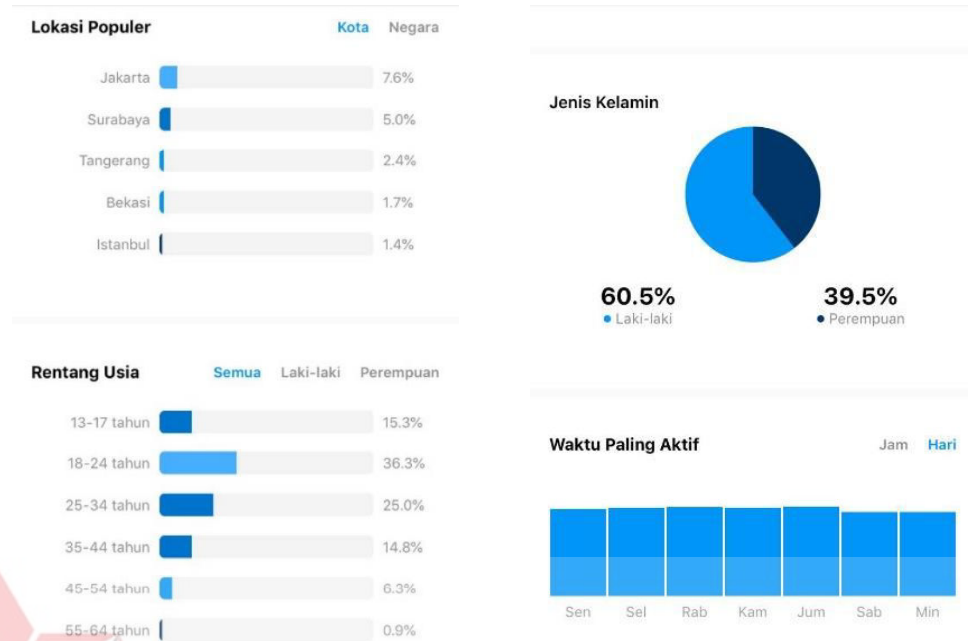 Lokasi Populer Kota Negara
Jakarta 7.6%
Surabaya 5.0%
Tangerang 2.4%
Bekasi 1.7%
Istanbul 1.4%
Rentang Usia Semua Laki-laki Perempuan
13-17 tahun 15.3%
18-24 tahun 36.3%
25-34 tahun 25.0%
35-44 tahun 14.8%
45-54 tahun 6.3%
55-64 tahun 0.9%
Jenis Kelamin
60.5% 39.5%
Laki-laki Perempuan
Waktu Paling Aktif Jam Hari
Sen Sel Rab Kam Jum Sab Min